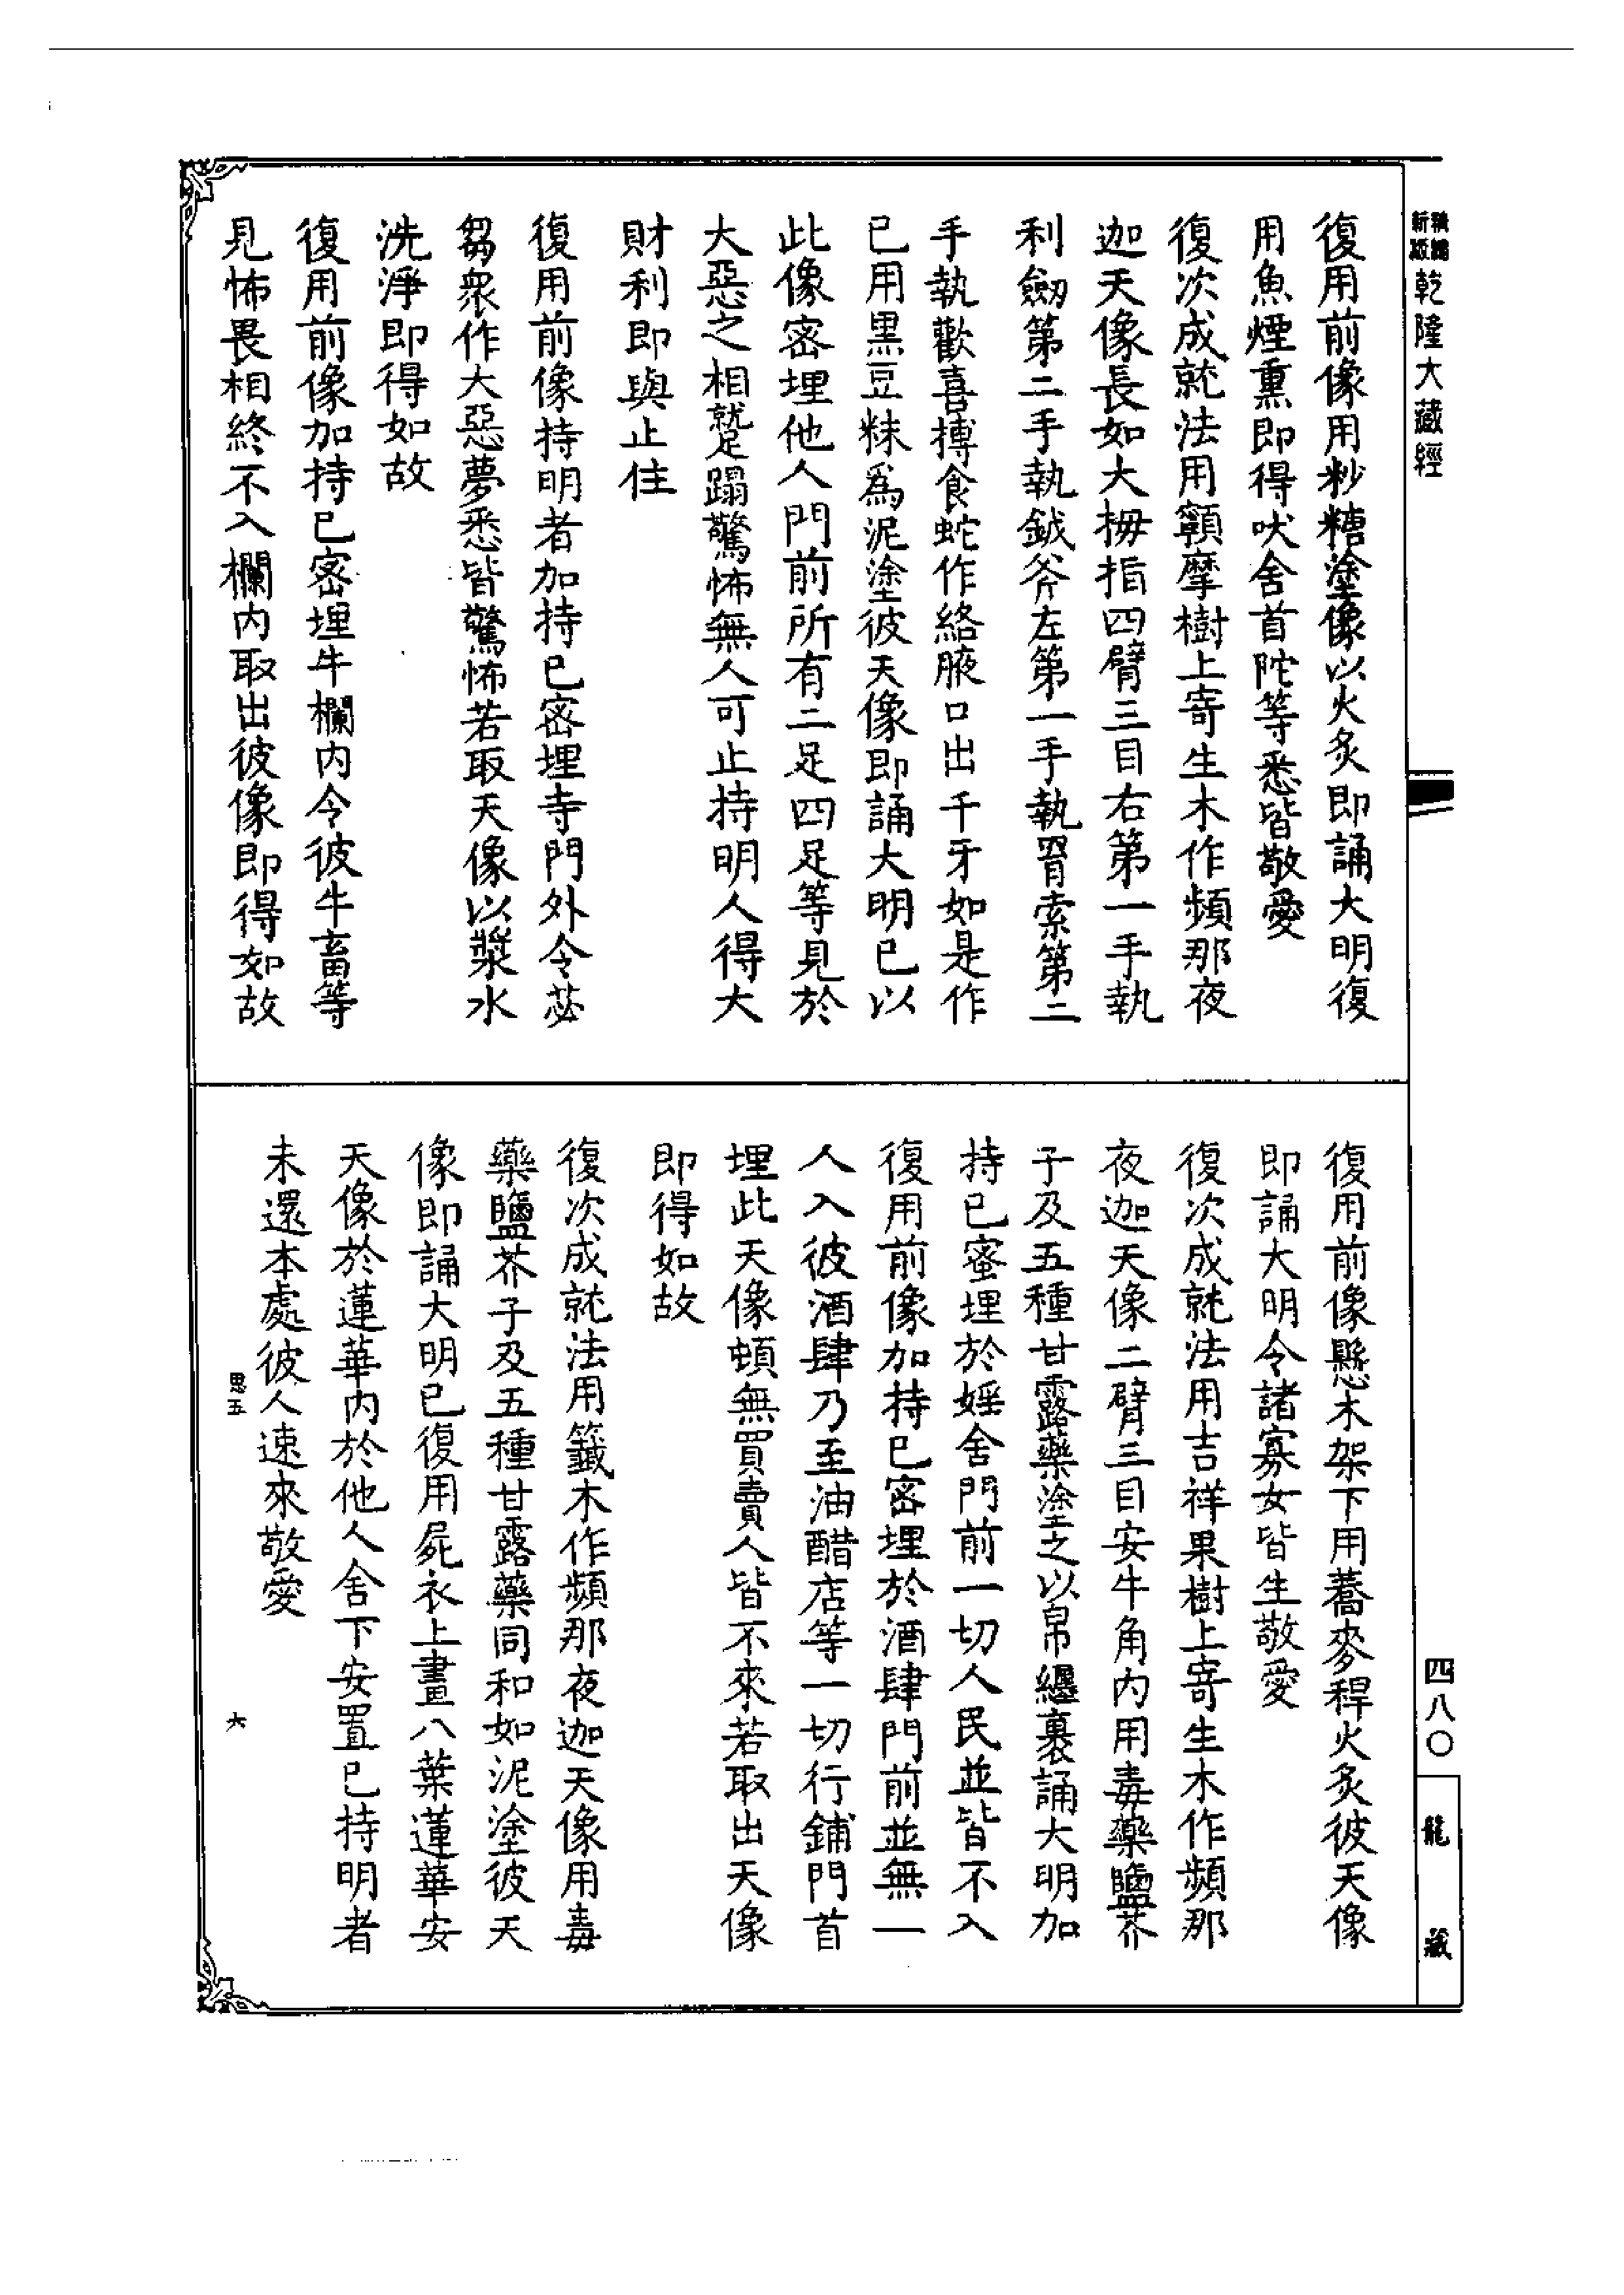 新版精縮乾隆大藏經
復用前像用粆糖塗像以火炙即誦大明復
用魚煙熏即得吠舍首陀等悉皆敬愛
復次成就法用𩕳摩樹上寄生木作頻那夜
迦天像長如大拇指四臂三目右第一手執
利劒第二手執鉞斧左第一手執罥索第二
手執歡喜摶食蛇作絡腋口出千牙如是作
已用黑豆粖爲泥塗彼天像即誦大明已以
此像密埋他人門前所有二足四足等見於
大惡之相蹵蹋驚怖無人可止持明人得大
財利即與止住
復用前像持明者加持已密埋寺門外令苾
芻衆作大惡夢悉皆驚怖若取天像以漿水
洗淨即得如故
復用前像加持已密埋牛欄內令彼牛畜等
見怖畏相終不入欄內取出彼像即得如故
復用前像懸木架下用蕎麥稈火炙彼天像
即誦大明令諸寡女皆生敬愛
復次成就法用吉祥果樹上寄生木作頻那
夜迦天像二臂三目安牛角內用毒藥鹽芥
子及五種甘露藥塗之以帛纏裹誦大明加
持已蜜埋於婬舍門前一切人民並皆不入
復用前像加持已密埋於酒肆門前並無一
人入彼酒肆乃至油醋店等一切行鋪門首
埋此天像頓無買賣人皆不來若取出天像
即得如故
復次成就法用籤木作頻那夜迦天像用毒
藥鹽芥子及五種甘露藥同和如泥塗彼天
像即誦大明已復用屍衣上畫八葉蓮華安
天像於蓮華內於他人舍下安置已持明者
未還本處彼人速來敬愛
思五
六
四八〇
龍藏